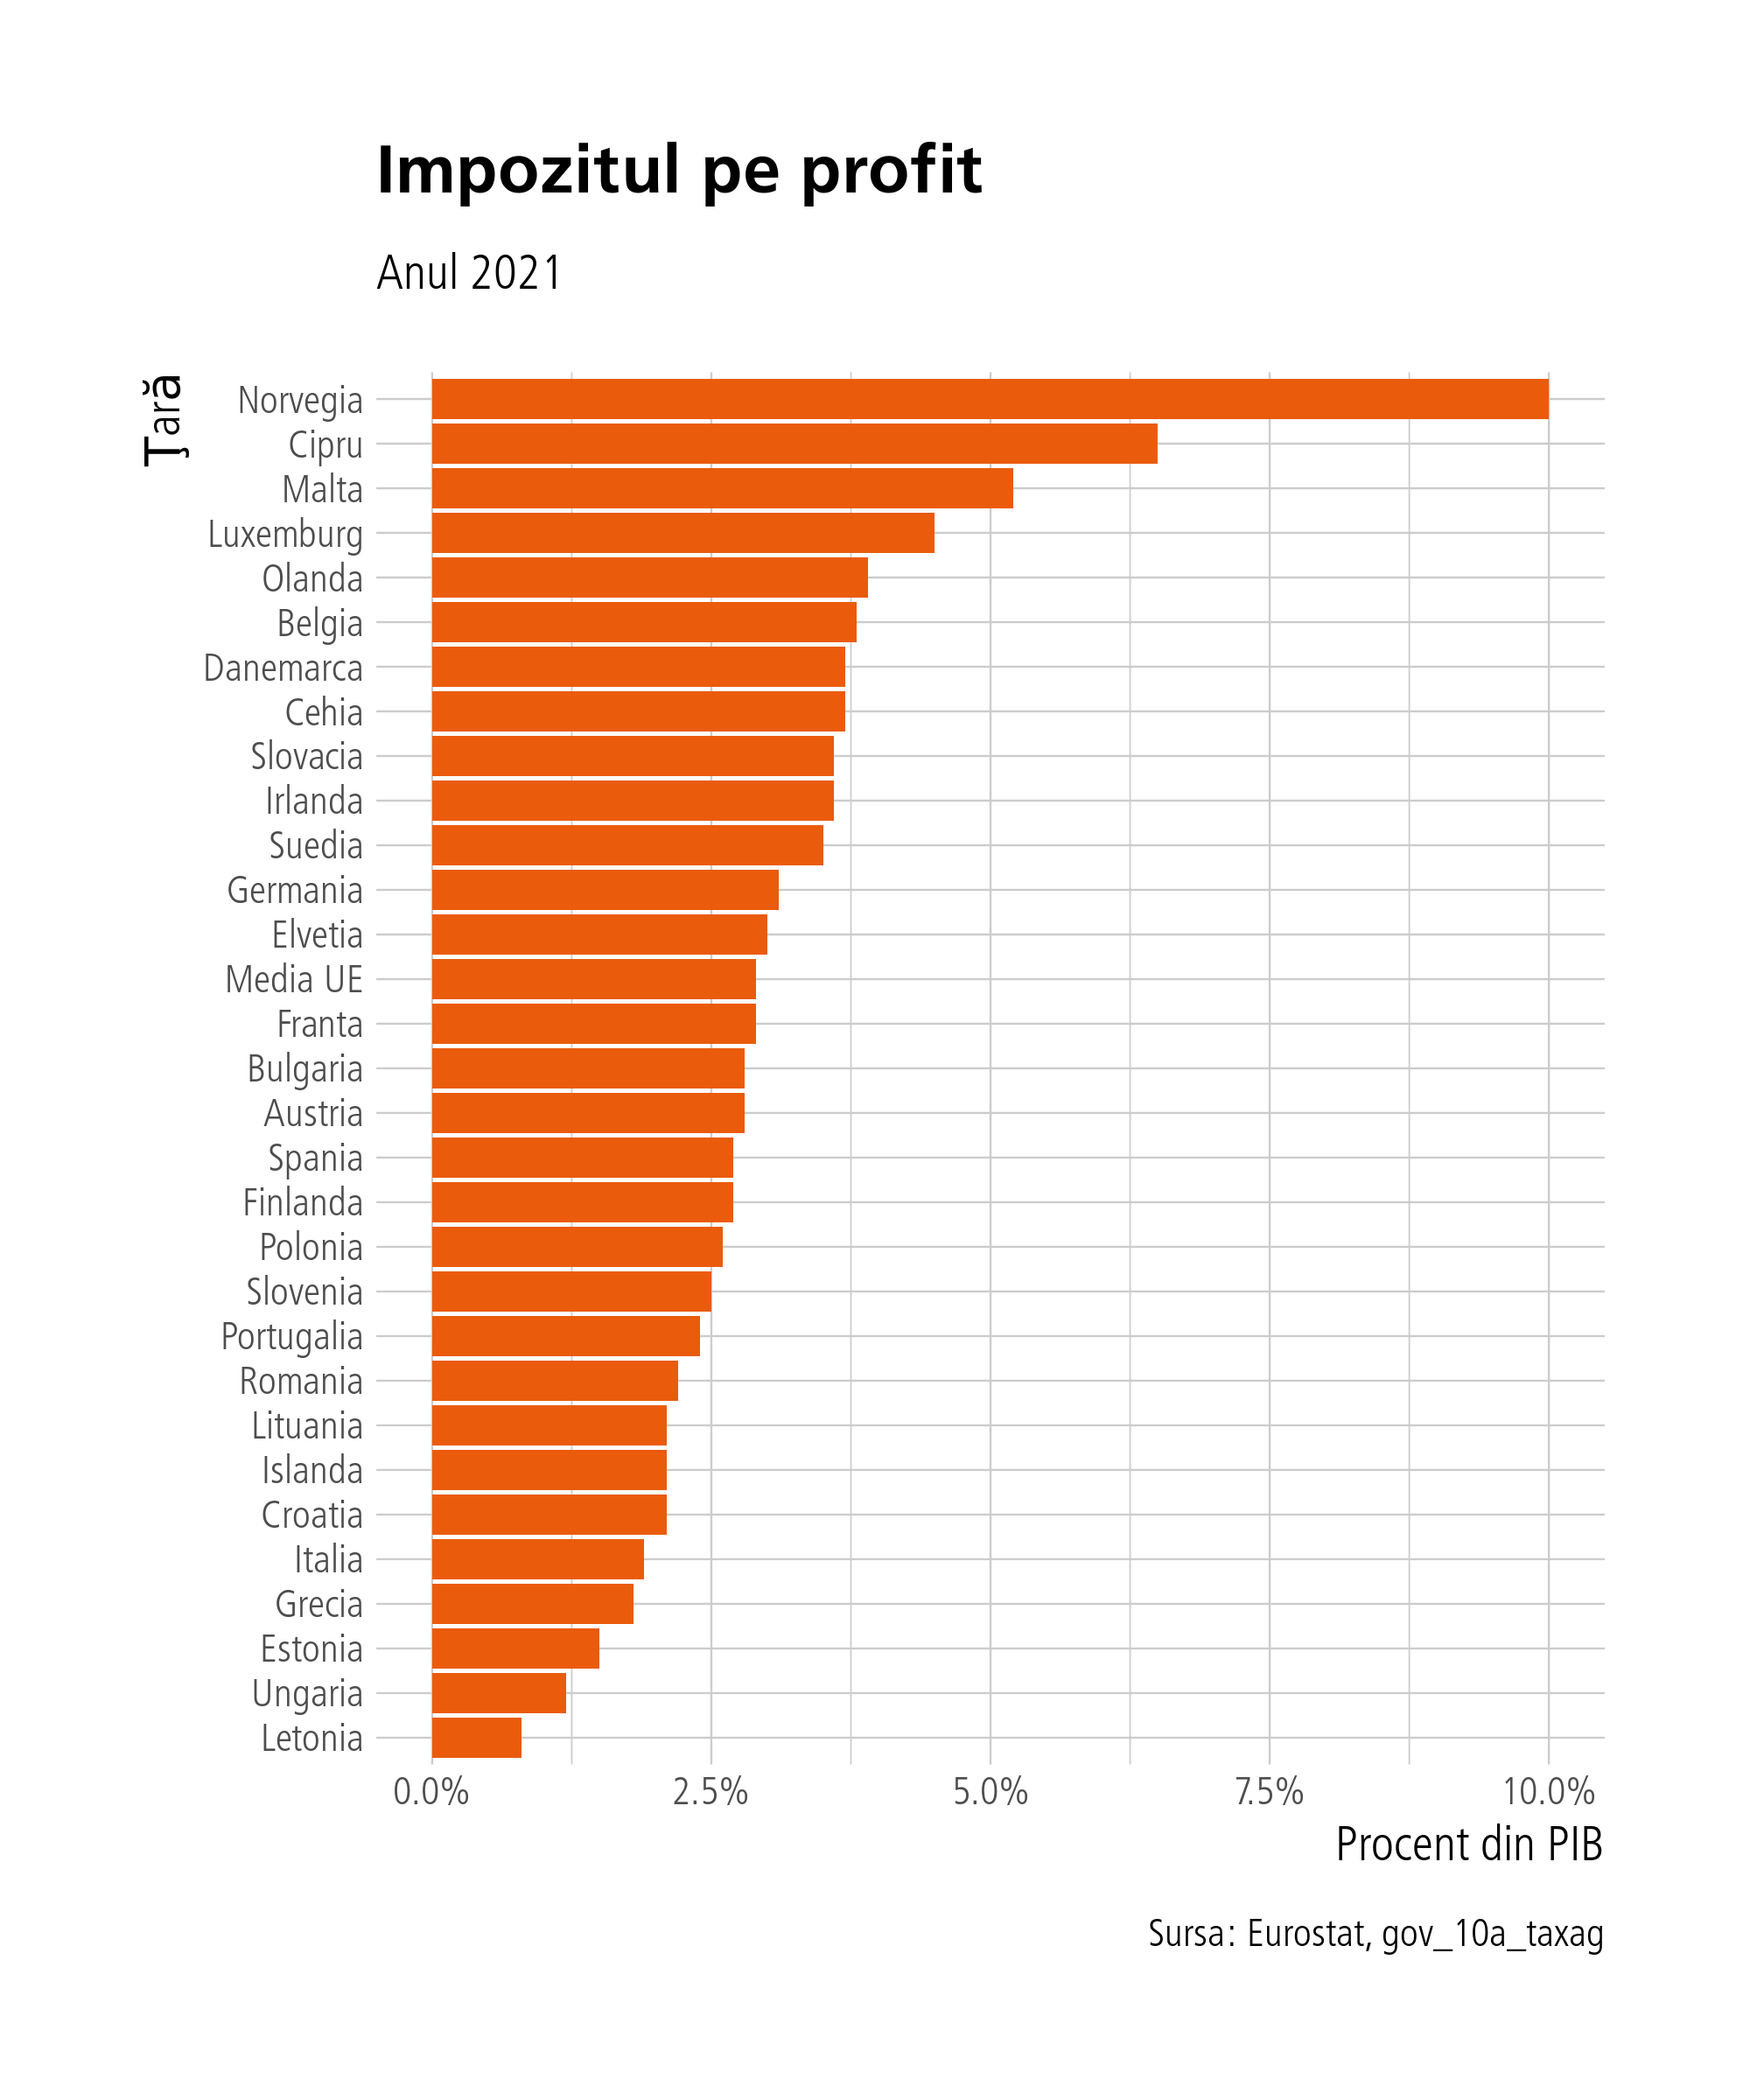 Impozitul pe profit
Anul 2021
Ţară
Norvegia
Cipru
Malta
Luxemburg
Olanda
Belgia
Danemarca
Cehia
Slovacia
Irlanda
Suedia
Germania
Elvetia
Media UE
Franta
Bulgaria
Austria
Spania
Finlanda
Polonia
Slovenia
Portugalia
Romania
Lituania
Islanda
Croatia
Italia
Grecia
Estonia
Ungaria
Letonia
0.0% 2.5% 5.0% 7.5% 10.0%
Procent din PIB
Sursa: Eurostat, gov_10a_taxag